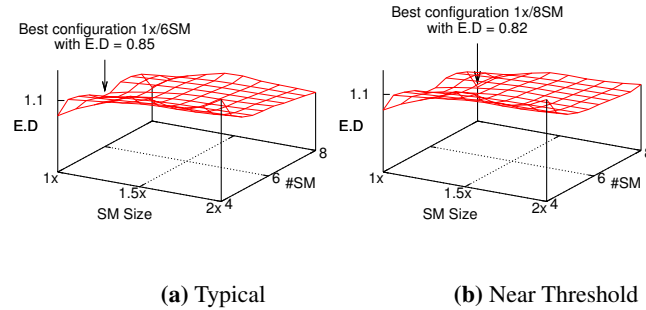 Best configuration 1x/6SM
with E.D = 0.85
1.1
E.D
1x
1.5x
2x
SM Size
4
6
8
#SM
(a) Typical
Best configuration 1x/8SM
with E.D = 0.82
1.1
E.D
1x
1.5x
2x
SM Size
4
6
8
#SM
(b) Near Threshold